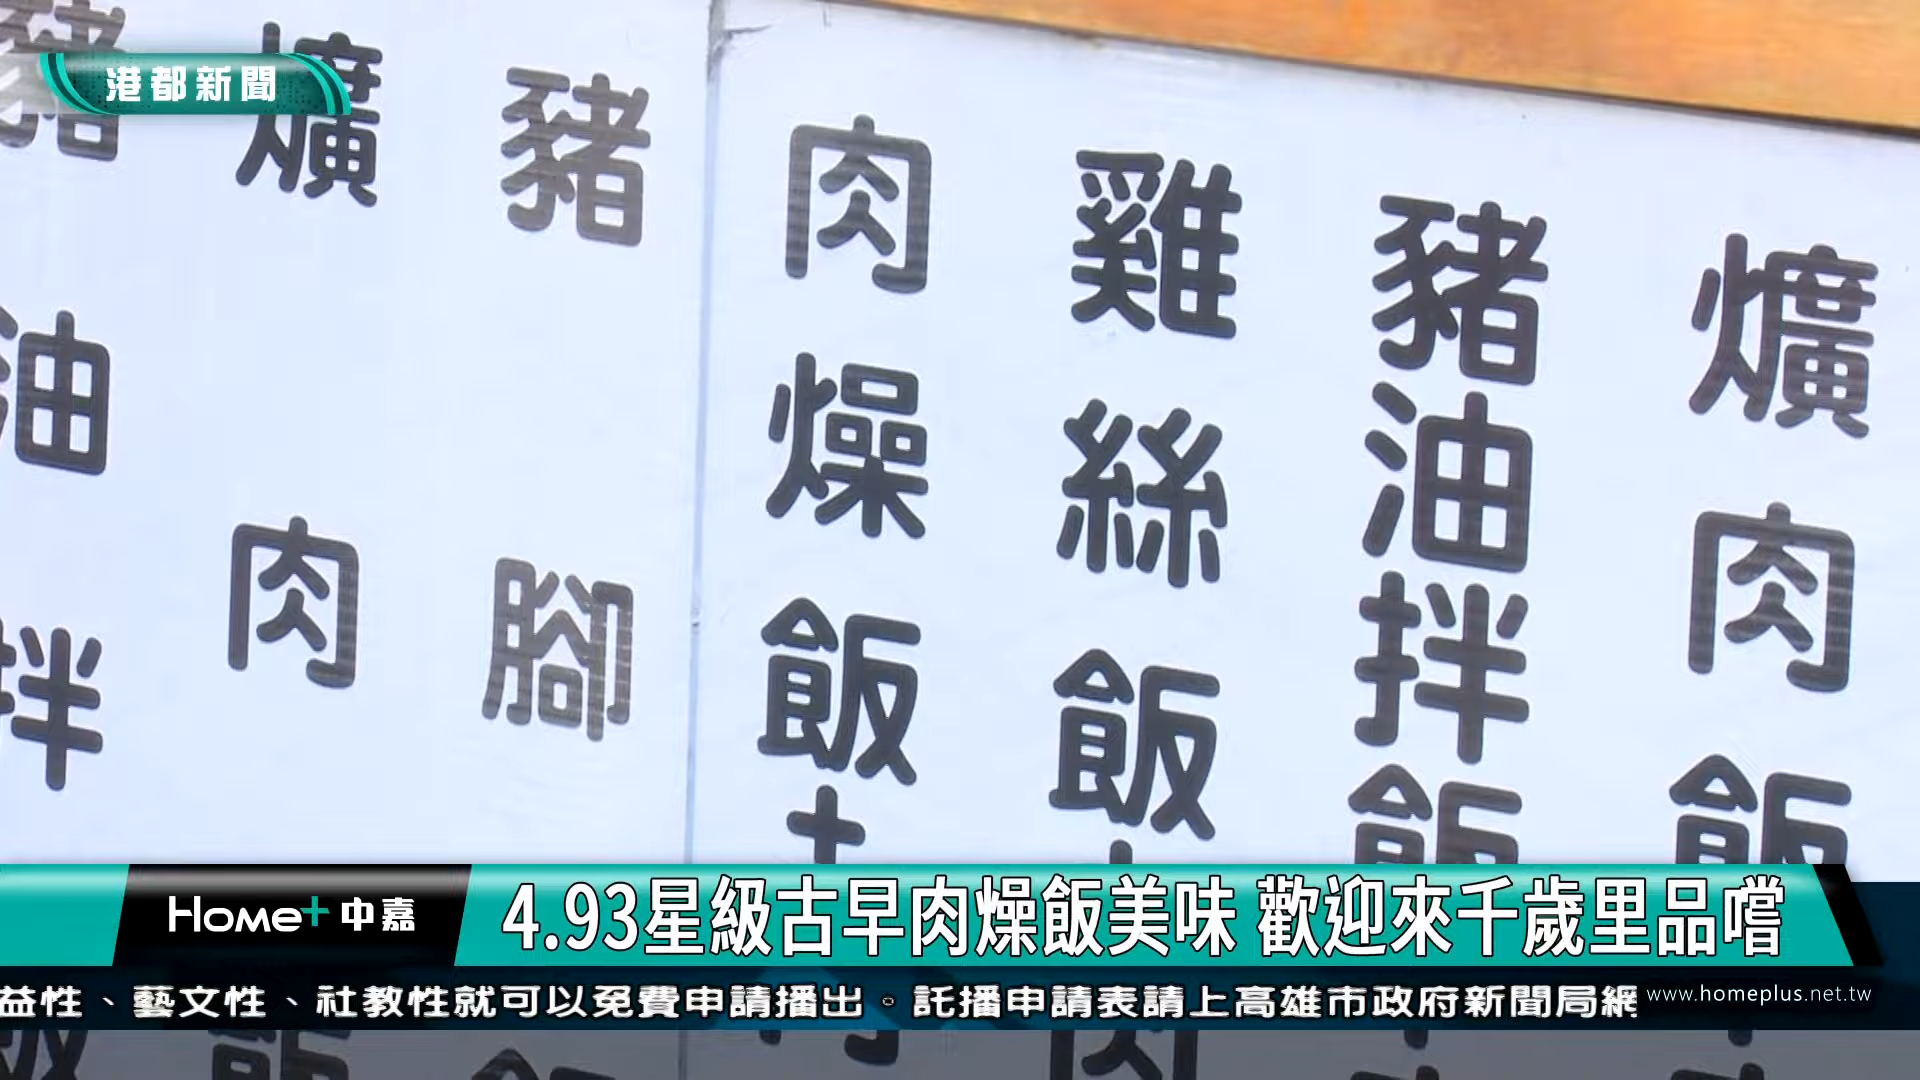 港都新聞
爌肉飯
豬油拌飯
雞絲飯
肉燥飯+
豬腳
爌肉
豬油拌
Home+中嘉
4.93星級古早肉燥飯美味 歡迎來千歲里品嚐
益性、藝文性、社教性就可以免費申請播出。託播申請表請上高雄市政府新聞局網
www.homeplus.net.tw